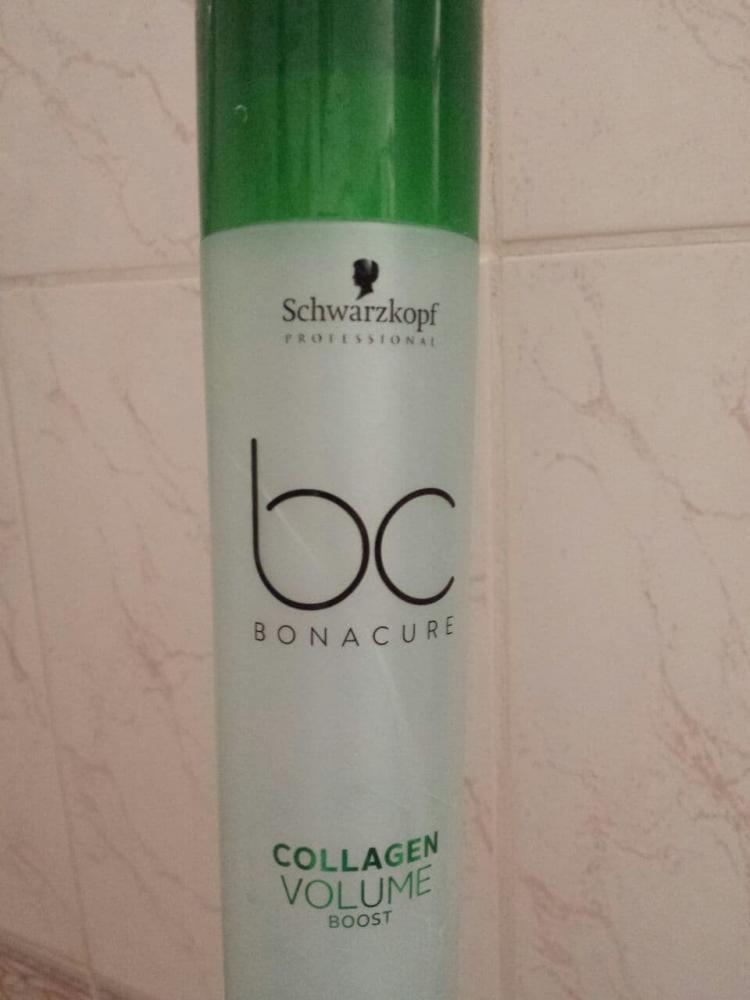 Schwarzkopf
PROFESSIONAL
bc
BONACURE
COLLAGEN
VOLUME
BOOST